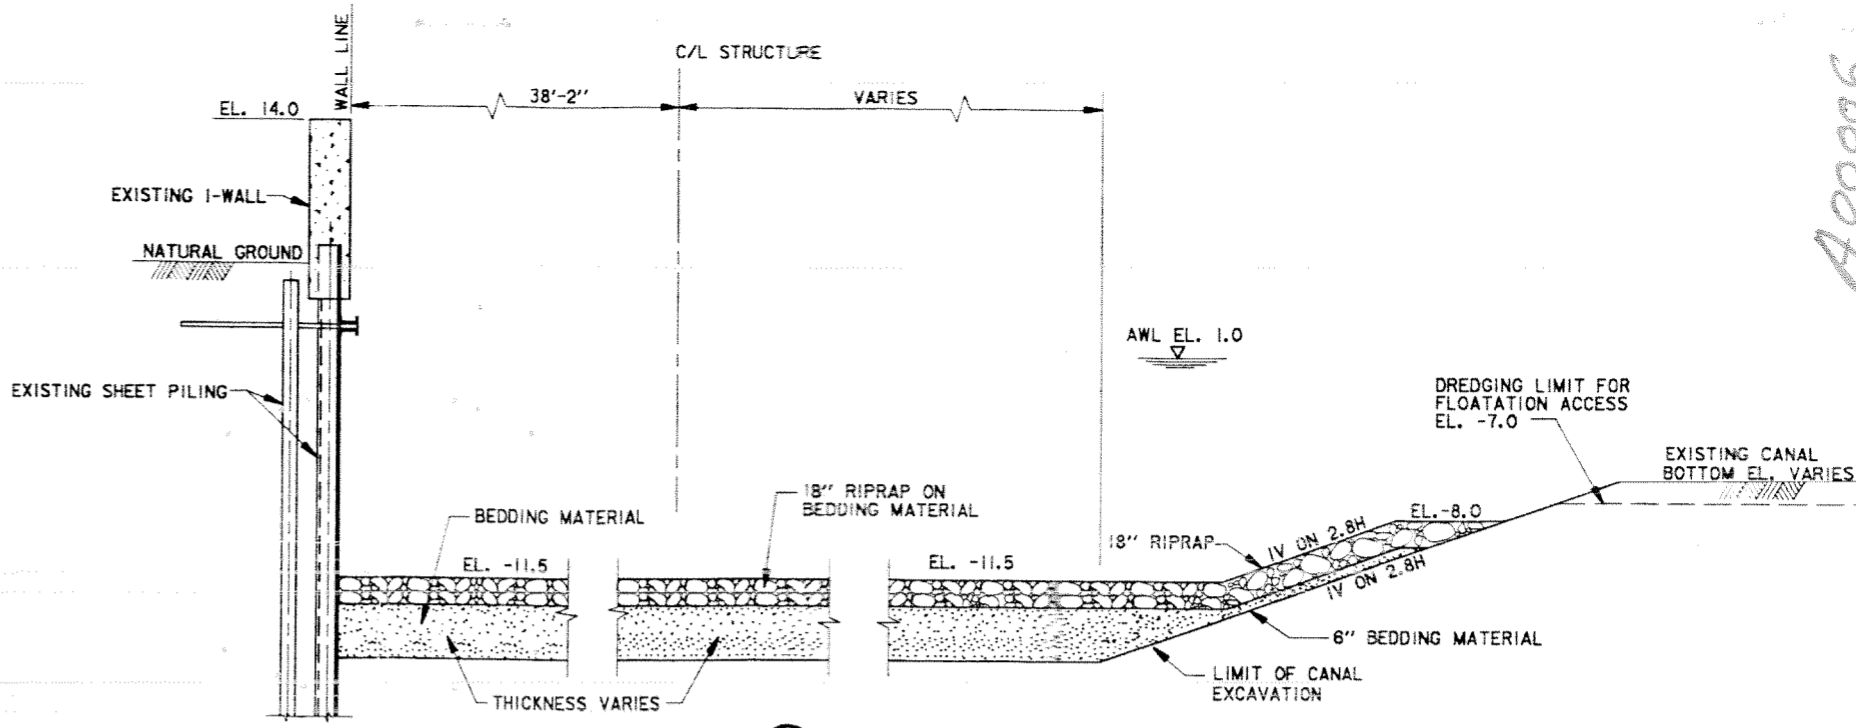 WALL LINE
C/L STRUCTURE
38'-2"
VARIES
EL. 14.0
EXISTING I-WALL
NATURAL GROUND
AWL EL. 1.0
EXISTING SHEET PILING
DREDGING LIMIT FOR
FLOATATION ACCESS
EL. -7.0
EXISTING CANAL
BOTTOM EL. VARIES
18" RIPRAP ON
BEDDING MATERIAL
BEDDING MATERIAL
EL.-8.0
1V ON 2.8H
18" RIPRAP
EL. -11.5
EL. -11.5
1V ON 2.8H
6" BEDDING MATERIAL
LIMIT OF CANAL
EXCAVATION
THICKNESS VARIES